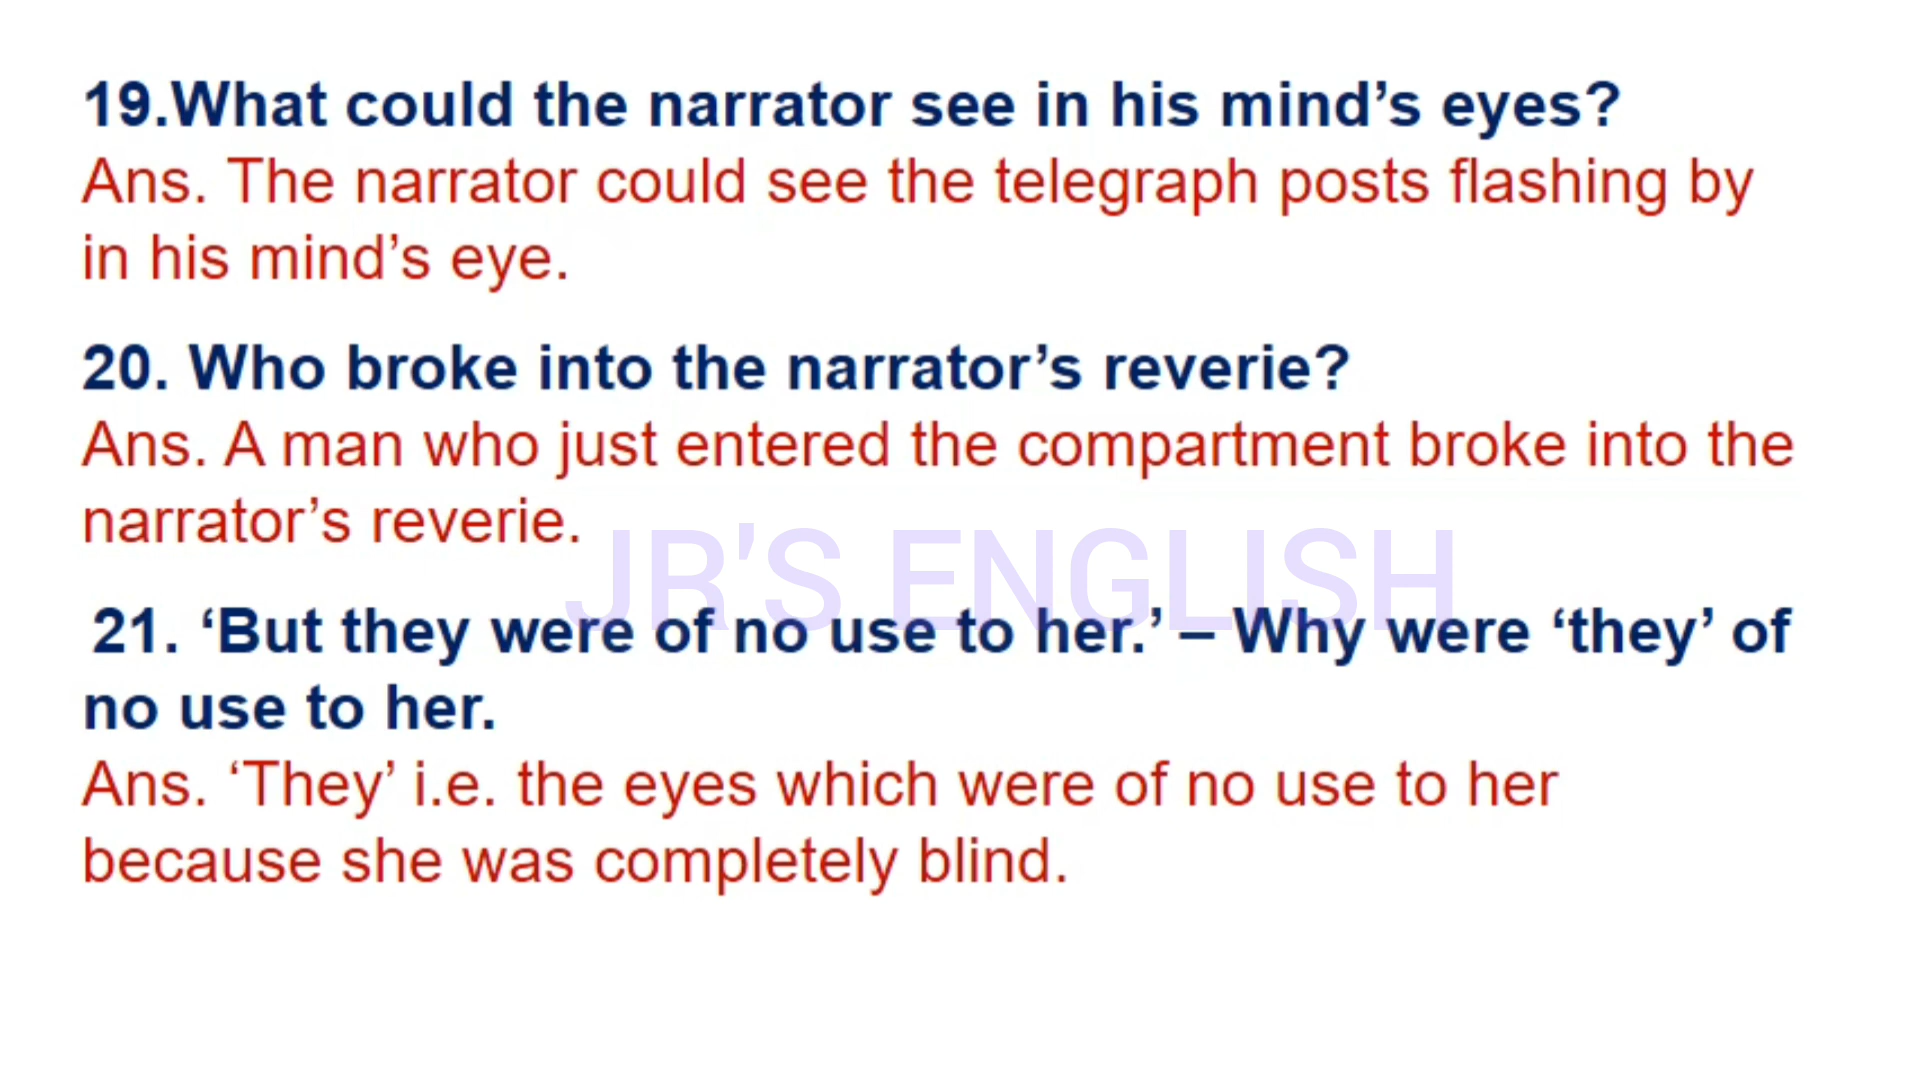 19.What could the narrator see in his mind’s eyes?
Ans. The narrator could see the telegraph posts flashing by
in his mind’s eye.
20. Who broke into the narrator’s reverie?
Ans. A man who just entered the compartment broke into the
narrator’s reverie.
JR'S ENGLISH
21. ‘But they were of no use to her.’ – Why were ‘they’ of
no use to her.
Ans. ‘They’ i.e. the eyes which were of no use to her
because she was completely blind.